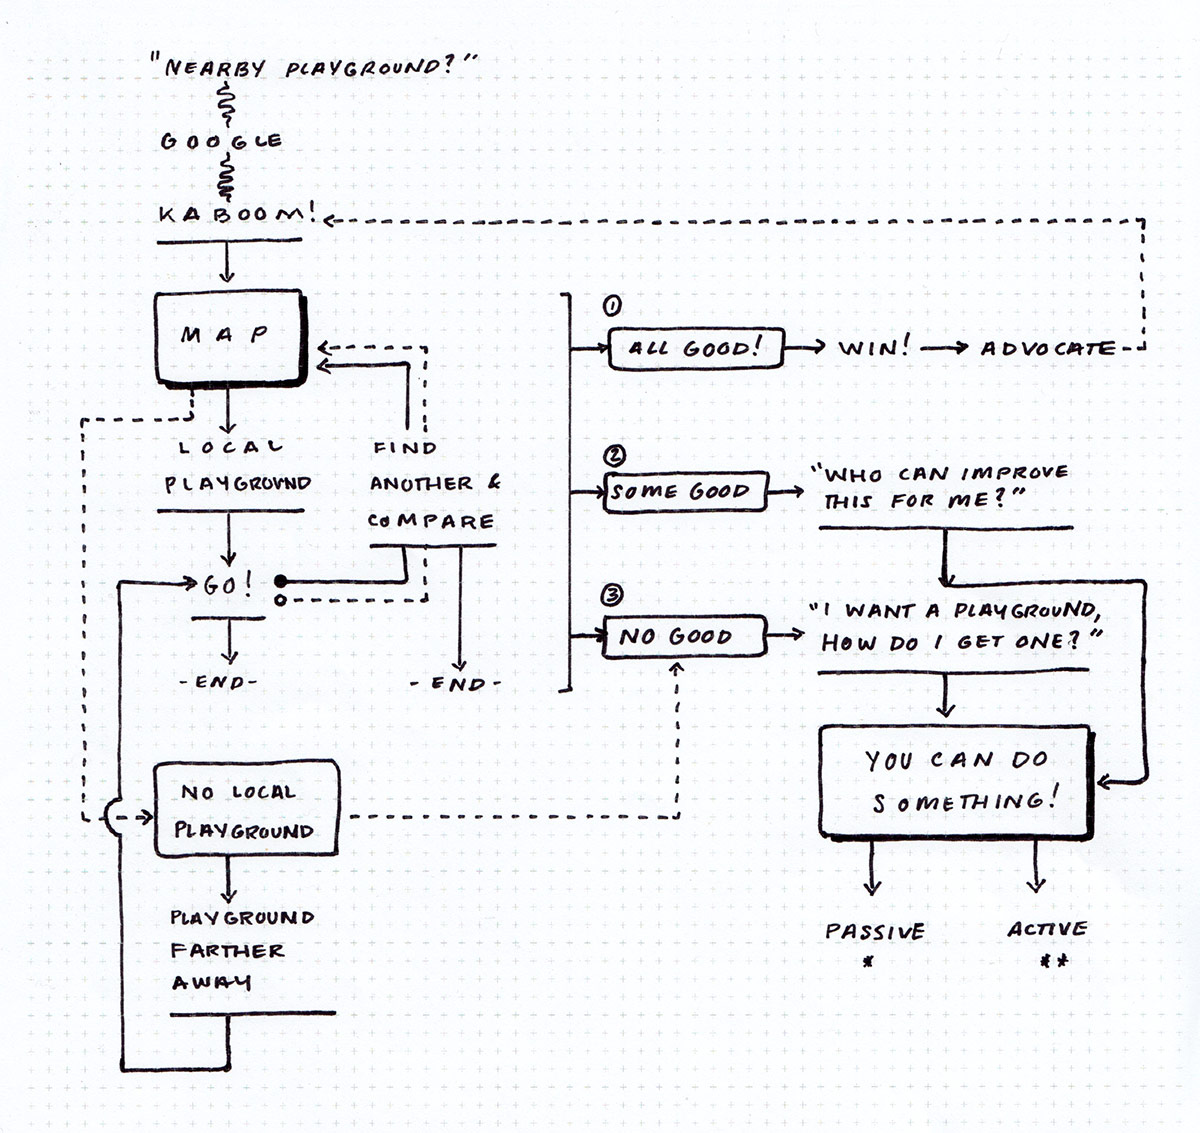 "NEARBY PLAYGROUND?"
GOOGLE
KABOOM!
MAP
LOCAL
PLAYGROUND
GO!
-END-
FIND
ANOTHER &
COMPARE
-END-
NO LOCAL
PLAYGROUND
PLAYGROUND
FARTHER
AWAY
1
ALL GOOD!
WIN!
ADVOCATE
2
SOME GOOD
"WHO CAN IMPROVE
THIS FOR ME?"
3
NO GOOD
"I WANT A PLAYGROUND,
HOW DO I GET ONE?"
YOU CAN DO
SOMETHING!
PASSIVE
*
ACTIVE
**